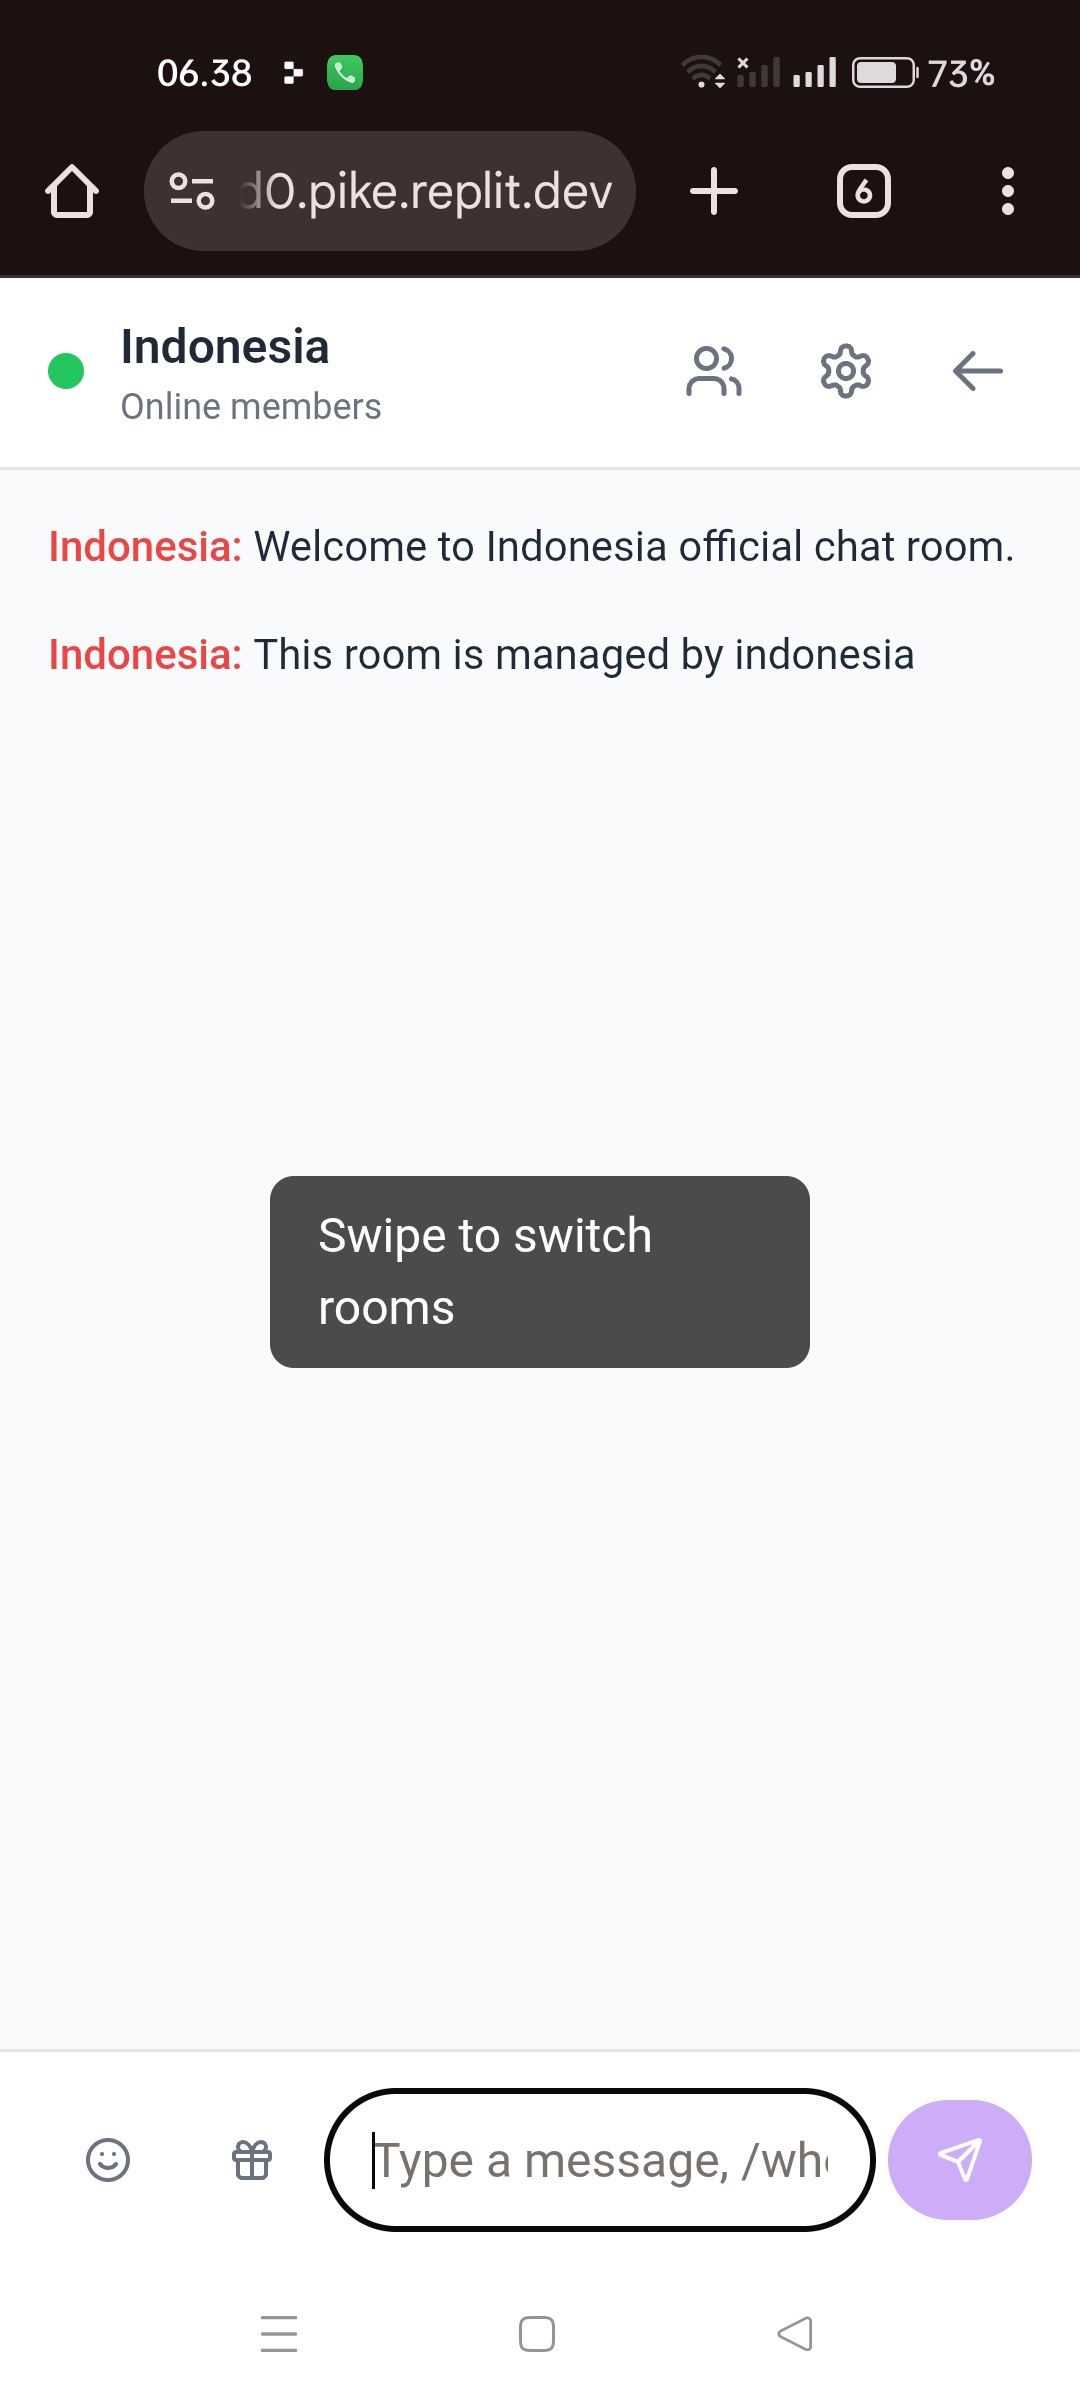 06.38
73%
d0.pike.replit.dev
6
Indonesia
Online members
Indonesia: Welcome to Indonesia official chat room.
Indonesia: This room is managed by indonesia
Swipe to switch
rooms
Type a message,